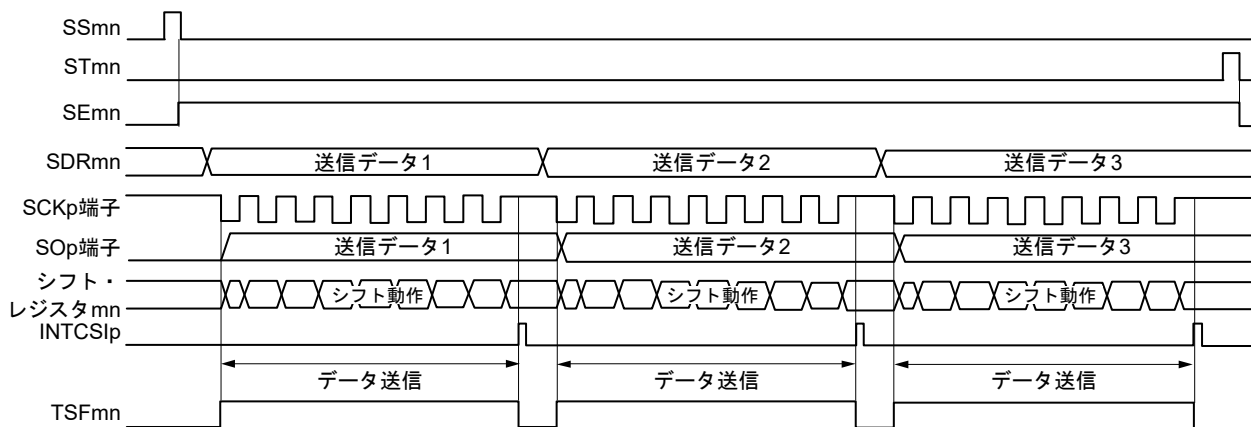 SSmn
STmn
SEmn
SDRmn 送信データ1 送信データ2 送信データ3
SCKp端子
SOp端子 送信データ1 送信データ2 送信データ3
シフト・
レジスタmn シフト動作 シフト動作 シフト動作
INTCSIp
データ送信 データ送信 データ送信
TSFmn